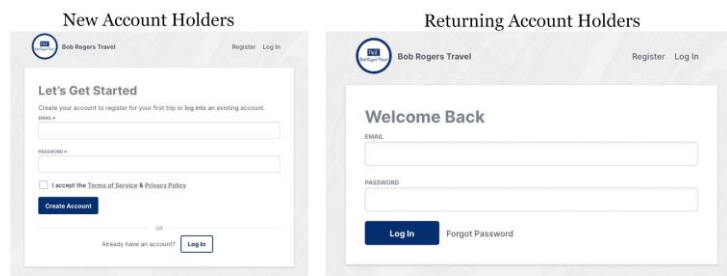 New Account Holders
Bob Rogers Travel
Register Log In
Let's Get Started
Create your account to register for your first trip or log into an existing account.
EMAIL *
PASSWORD *
I accept the Terms of Service & Privacy Policy
Create Account
OR
Already have an account? Log In
Returning Account Holders
Bob Rogers Travel
Register Log In
Welcome Back
EMAIL
PASSWORD
Log In Forgot Password